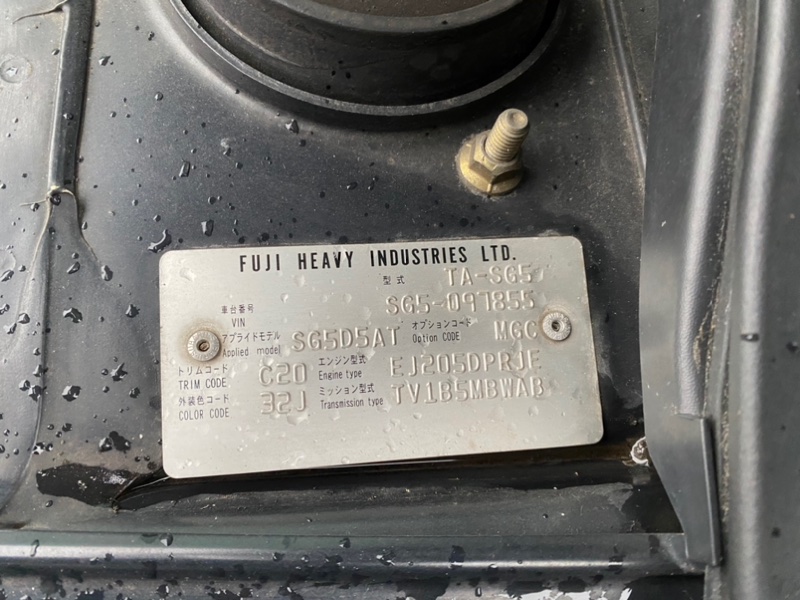 FUJI HEAVY INDUSTRIES LTD.
型式 TA-SG5
車台番号 VIN SG5-097855
アプライドモデル Applied model SG5D5AT オプションコード Option CODE MGC
トリムコード TRIM CODE C20 エンジン型式 Engine type EJ205DPRJE
外装色コード COLOR CODE 32J ミッション型式 Transmission type TV1B5MBWAB